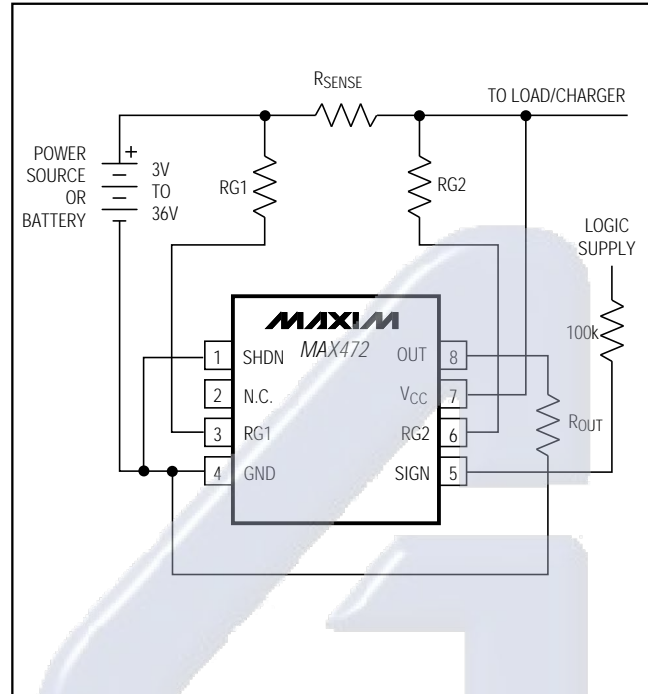 RSENSE
TO LOAD/CHARGER
POWER
SOURCE
OR
BATTERY
+
3V
TO
36V
RG1
RG2
LOGIC
SUPPLY
100k
MAXIM
MAX472
1 SHDN
2 N.C.
3 RG1
4 GND
OUT 8
VCC 7
RG2 6
SIGN 5
ROUT